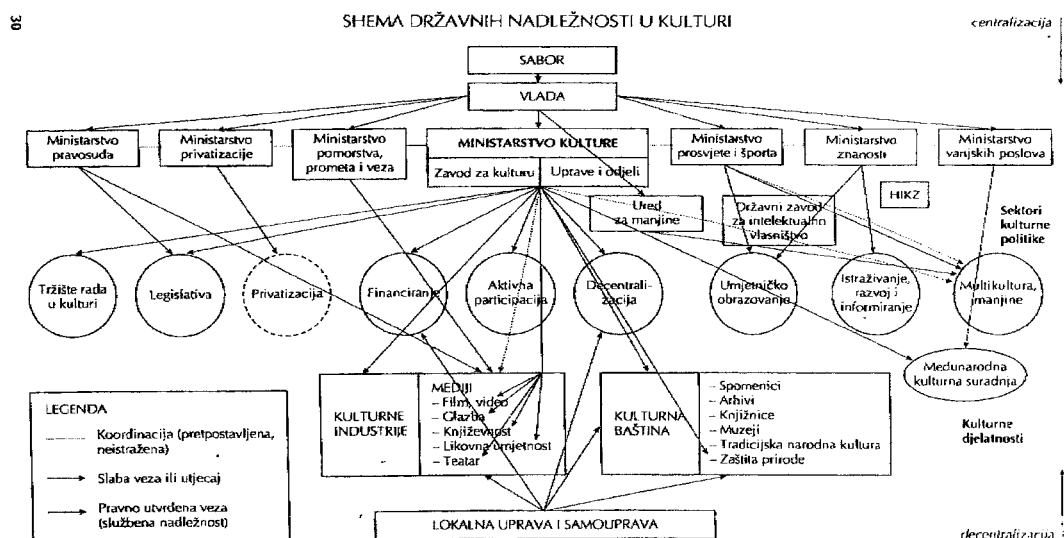 30
SHEMA DRŽAVNIH NADLEŽNOSTI U KULTURI
centralizacija
SABOR
VLADA
Ministarstvo
pravosuđa
Ministarstvo
privatizacije
Ministarstvo
pomorstva,
prometa i veza
MINISTARSTVO KULTURE
Zavod za kulturu
Uprave i odjeli
Ministarstvo
prosvjete i športa
Ministarstvo
znanosti
Ministarstvo
vanjskih poslova
Ured
za manjine
Državni zavod
za intelektualno
vlasništvo
HIKZ
Sektori
kulturne
politike
Tržište rada
u kulturi
Legislativa
Privatizacija
Financiranje
Aktivna
participacija
Decentrali-
zacija
Umjetničko
obrazovanje
Istraživanje,
razvoj i
informiranje
Multikultura,
manjine
Međunarodna
kulturna suradnja
KULTURNE
INDUSTRIJE
MEDIJI
– Film, video
– Glazba
– Književnost
– Likovna umjetnost
– Teatar
KULTURNA
BAŠTINA
– Spomenici
– Arhivi
– Knjižnice
– Muzeji
– Tradicijska narodna kultura
– Zaštita prirode
Kulturne
djelatnosti
LEGENDA
Koordinacija (pretpostavljena,
neistražena)
Slaba veza ili utjecaj
Pravno utvrđena veza
(službena nadležnost)
LOKALNA UPRAVA I SAMOUPRAVA
decentralizacija